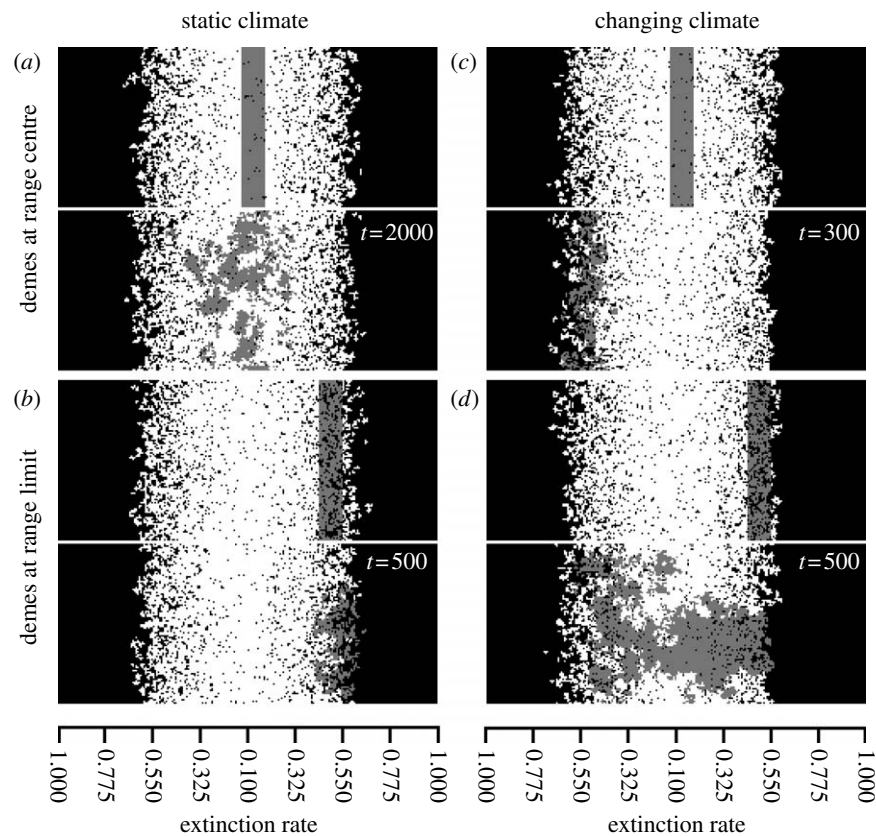 static climate
changing climate
(a)
(c)
demes at range centre
t=2000
t=300
(b)
(d)
demes at range limit
t=500
t=500
1.000 0.775 0.550 0.325 0.100 0.325 0.550 0.775 1.000
1.000 0.775 0.550 0.325 0.100 0.325 0.550 0.775 1.000
extinction rate
extinction rate